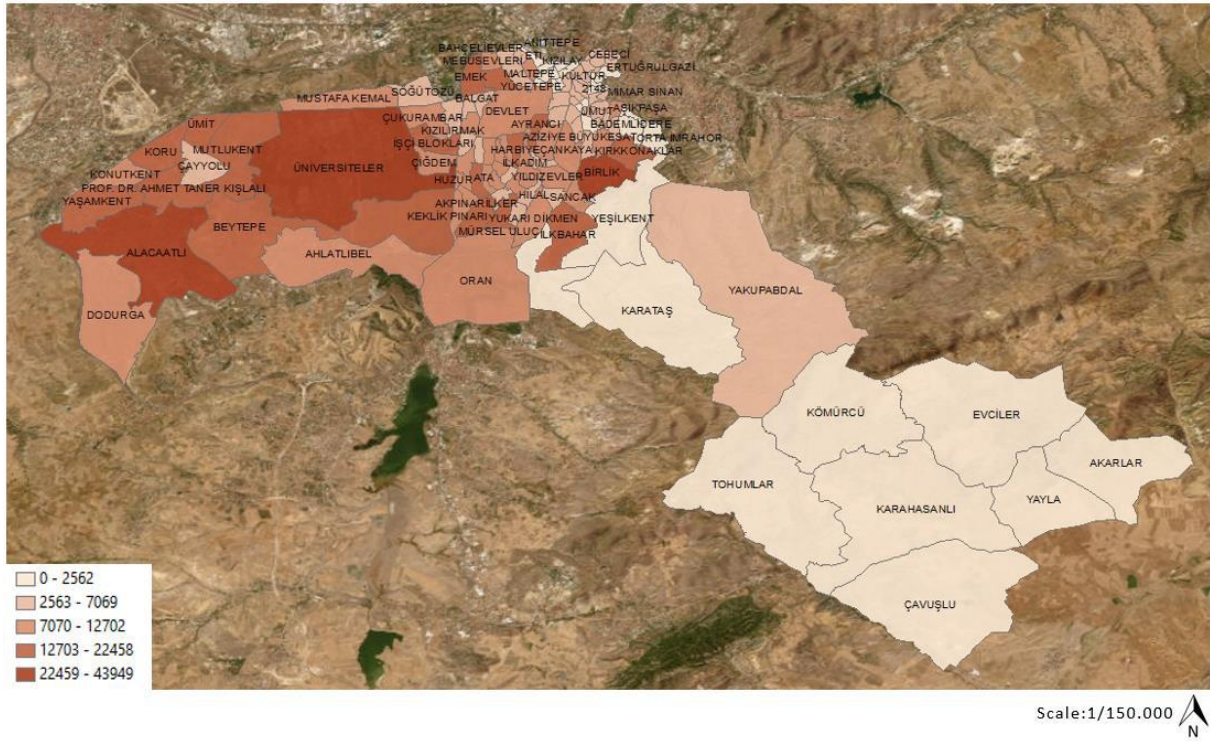 ANITTEPE
BAHÇELİEVLER
ETİ
CEBECİ
MEBUSEVLERİ
KIZILAY
ERTUĞRULGAZİ
EMEK
MALTEPE
KÜLTÜR
SÖĞÜTÖZÜ
YÜCETEPE
MİMAR SİNAN
MUSTAFA KEMAL
BALGAT
DEVLET
UMUT
AŞIKPAŞA
ÜMİT
ÇUKURAMBAR
AYRANCI
BADEMLİDERE
KIZILIRMAK
AZİZİYE
BÜYÜKESAT
ORTA IMRAHOR
KORU
MUTLUKENT
İŞÇİ BLOKLARI
HARBİYE
ÇANKAYA
KIRKKONAKLAR
ÇAYYOLU
ÜNİVERSİTELER
ÇİĞDEM
İLKADIM
KONUTKENT
HUZUR
ATA
YILDIZEVLER
BİRLİK
PROF. DR. AHMET TANER KIŞLALI
YAŞAMKENT
AKPINAR
İLKER
HİLAL
SANCAK
KEKLİK PINARI
YUKARI DİKMEN
YEŞİLKENT
BEYTEPE
MÜRSEL ULUÇ
İLKBAHAR
ALACAATLI
AHLATLIBEL
ORAN
YAKUPABDAL
DODURGA
KARATAŞ
KÖMÜRCÜ
EVCİLER
AKARLAR
TOHUMLAR
YAYLA
KARAHASANLI
ÇAVUŞLU
0 - 2562
2563 - 7069
7070 - 12702
12703 - 22458
22459 - 43949
Scale:1/150.000
N